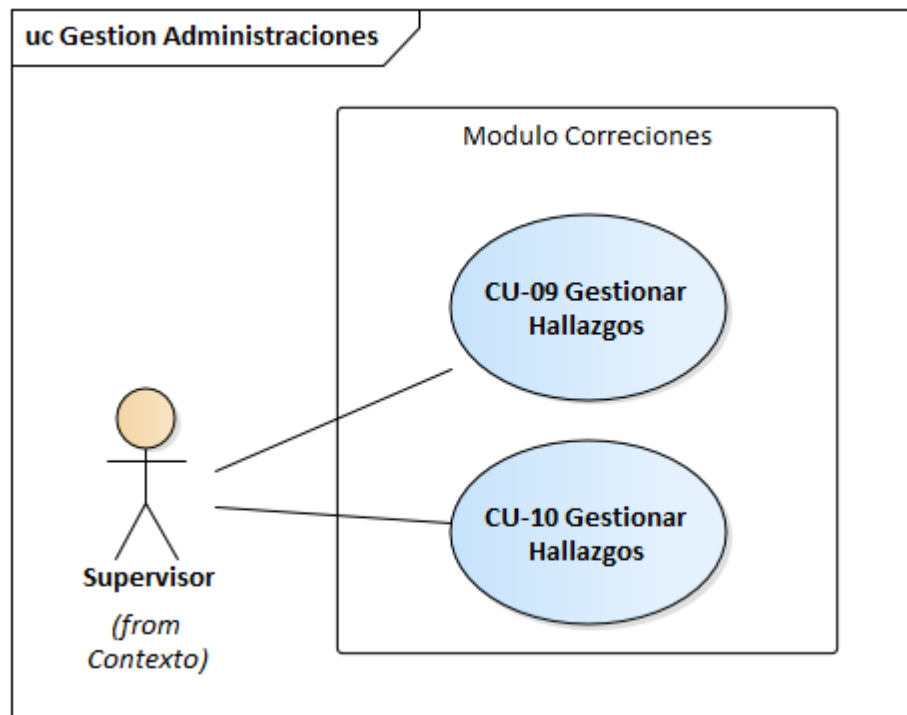 uc Gestion Administraciones
Modulo Correciones
CU-09 Gestionar
Hallazgos
CU-10 Gestionar
Hallazgos
Supervisor
(from
Contexto)